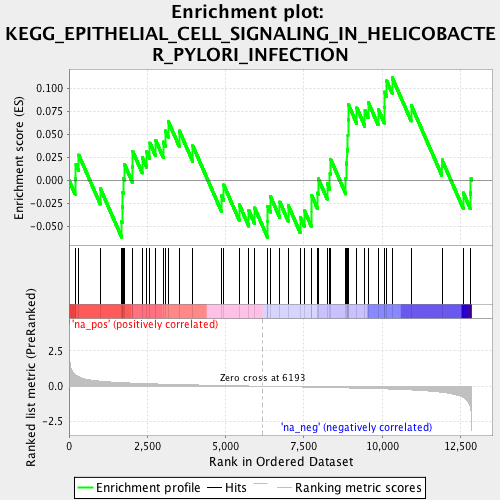 Enrichment plot:
KEGG_EPITHELIAL_CELL_SIGNALING_IN_HELICOBACTE
R_PYLORI_INFECTION
Enrichment score (ES)
0.100
0.075
0.050
0.025
0.000
-0.025
-0.050
'na_pos' (positively correlated)
Ranked list metric (PreRanked)
2.5
0.0
-2.5
Zero cross at 6193
'na_neg' (negatively correlated)
0
2,500
5,000
7,500
10,000
12,500
Rank in Ordered Dataset
Enrichment profile
Hits
Ranking metric scores